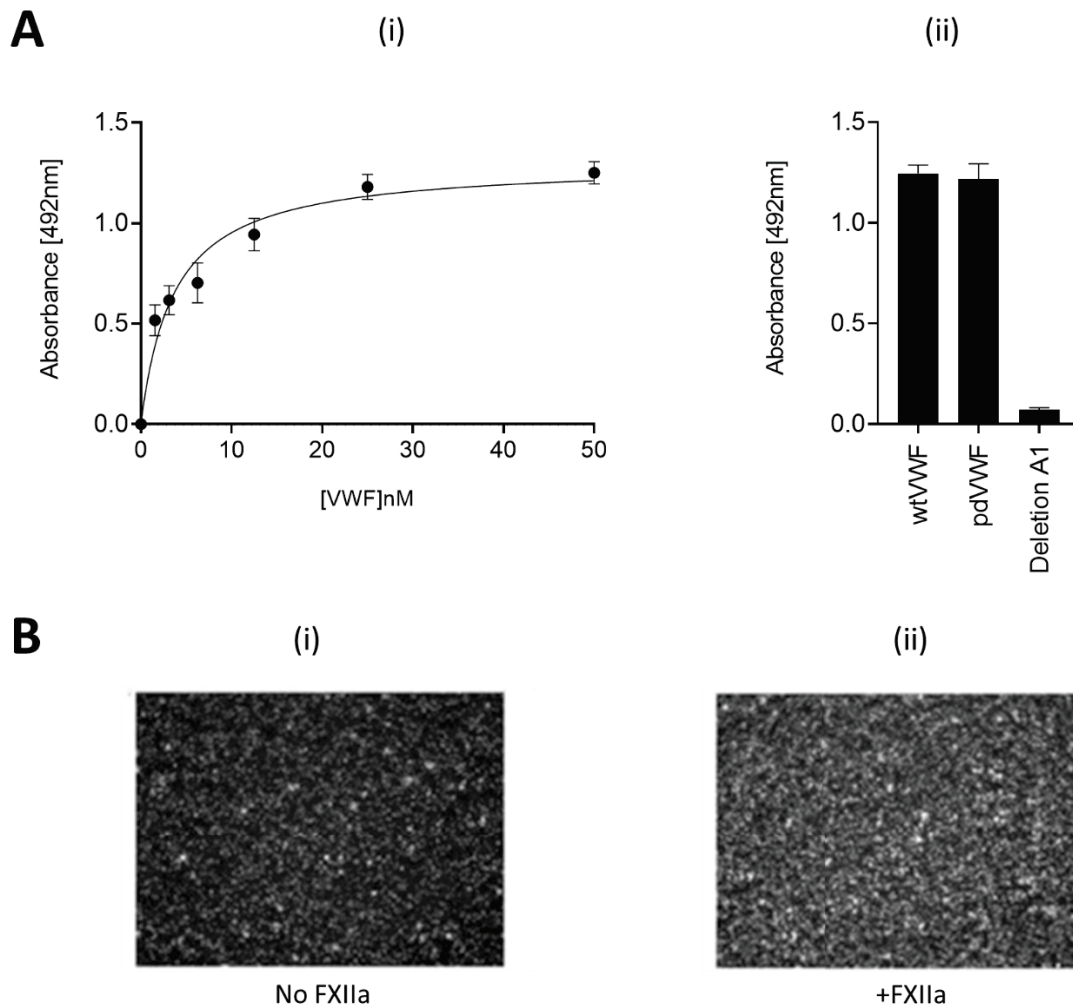 A
(i)
(ii)
Absorbance [492nm]
1.5
1.0
0.5
0.0
0 10 20 30 40 50
[VWF]nM
Absorbance [492nm]
1.5
1.0
0.5
0.0
wtVWF
pdVWF
Deletion A1
B
(i)
(ii)
No FXIIa
+FXIIa